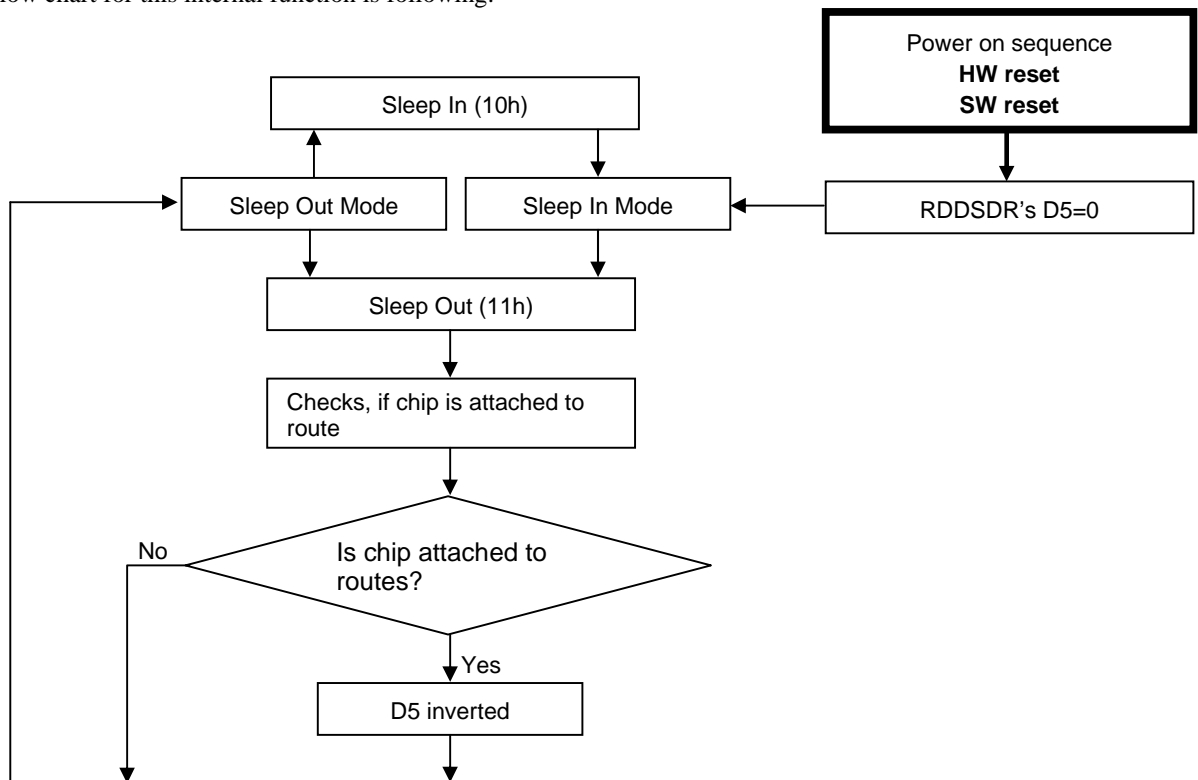 low chart for this internal function is following:
Power on sequence
HW reset
SW reset
Sleep In (10h)
Sleep Out Mode
Sleep In Mode
RDDSDR's D5=0
Sleep Out (11h)
Checks, if chip is attached to
route
Is chip attached to
routes?
No
Yes
D5 inverted